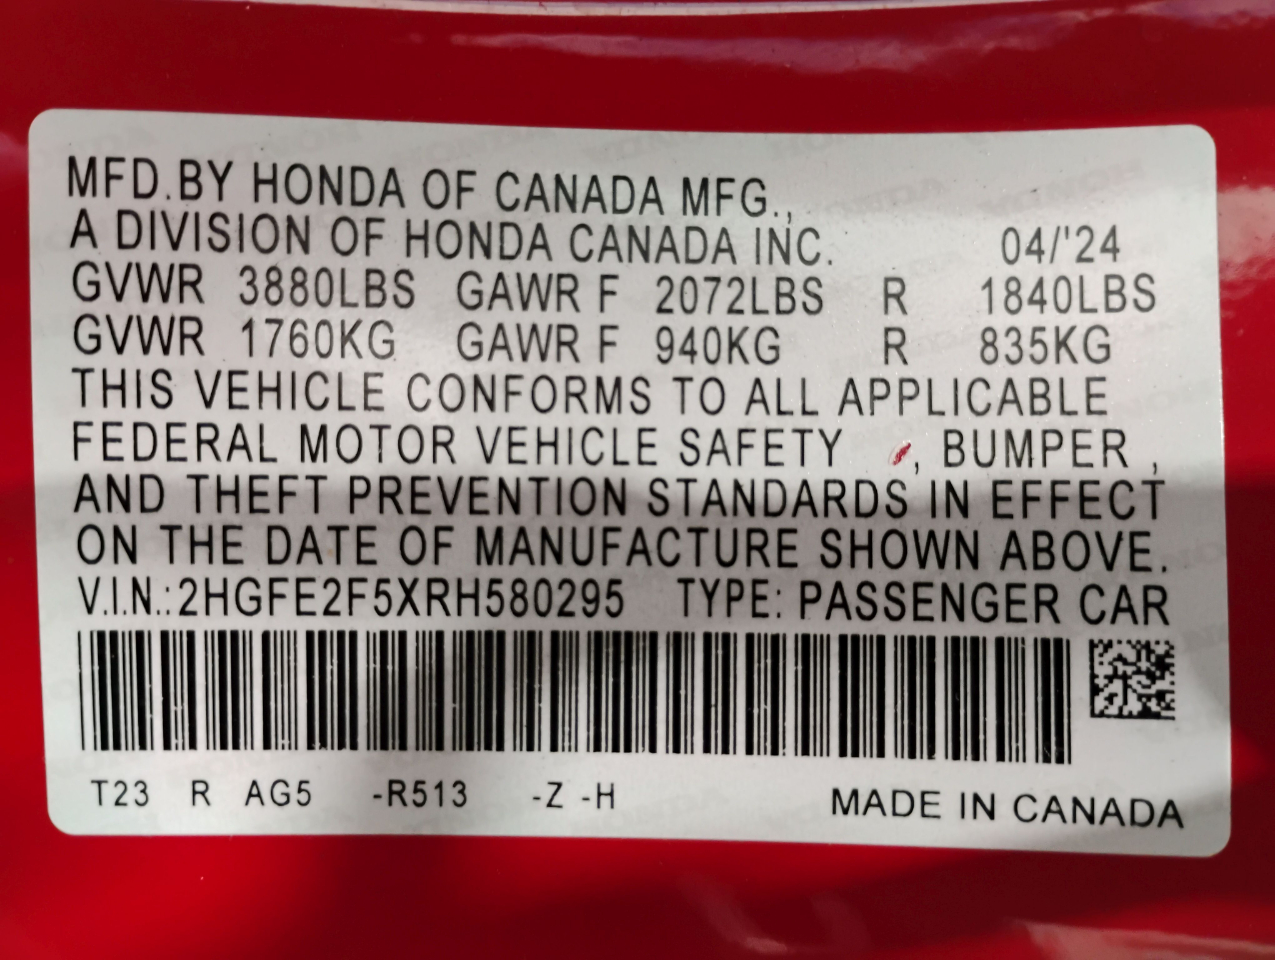 MFD.BY HONDA OF CANADA MFG.,
A DIVISION OF HONDA CANADA INC. 04/'24
GVWR 3880LBS GAWR F 2072LBS R 1840LBS
GVWR 1760KG GAWR F 940KG R 835KG
THIS VEHICLE CONFORMS TO ALL APPLICABLE
FEDERAL MOTOR VEHICLE SAFETY , BUMPER ,
AND THEFT PREVENTION STANDARDS IN EFFECT
ON THE DATE OF MANUFACTURE SHOWN ABOVE.
V.I.N.:2HGFE2F5XRH580295 TYPE: PASSENGER CAR
T23 R AG5 -R513 -Z -H MADE IN CANADA